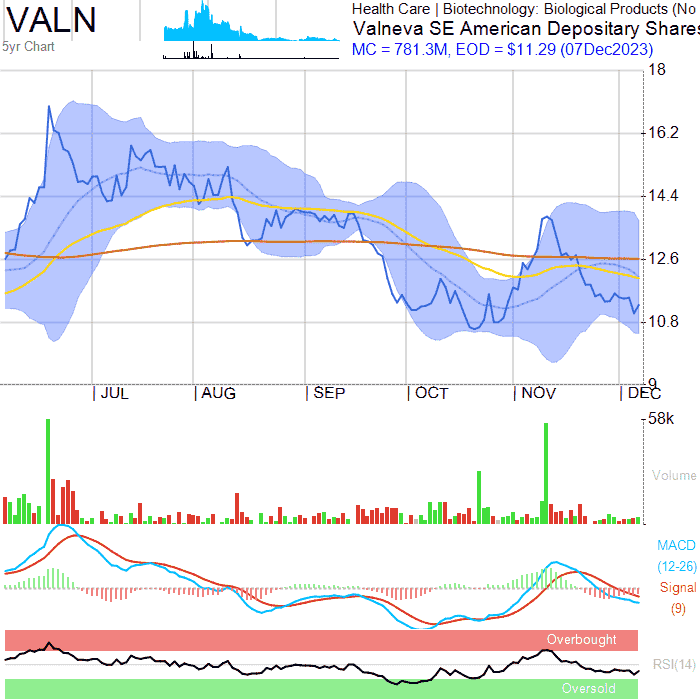 VALN
5yr Chart
Health Care | Biotechnology: Biological Products (No
Valneva SE American Depositary Shares
MC = 781.3M, EOD = $11.29 (07Dec2023)
18
16.2
14.4
12.6
10.8
9
JUL AUG SEP OCT NOV DEC
58k
Volume
MACD
(12-26)
Signal
(9)
Overbought
RSI(14)
Oversold